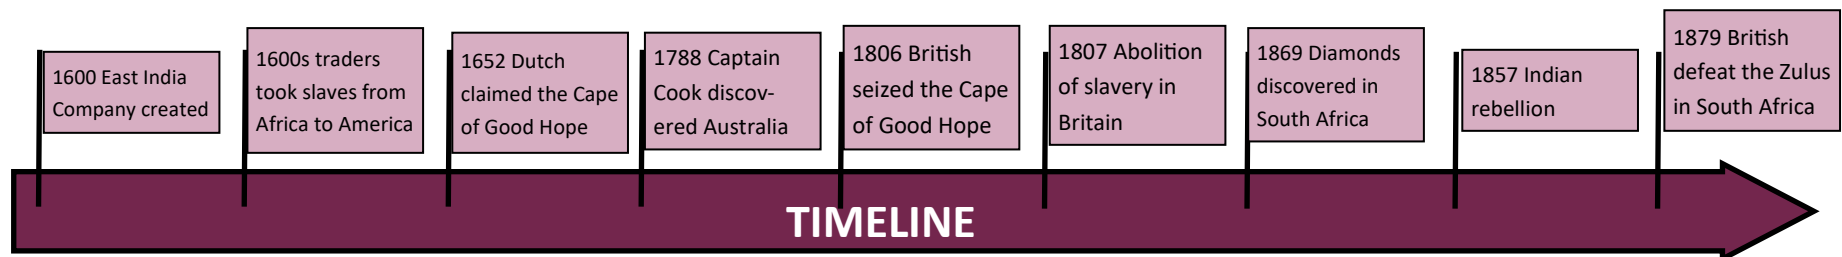 1600 East India
Company created
1600s traders
took slaves from
Africa to America
1652 Dutch
claimed the Cape
of Good Hope
1788 Captain
Cook discov-
ered Australia
1806 British
seized the Cape
of Good Hope
1807 Abolition
of slavery in
Britain
1869 Diamonds
discovered in
South Africa
1857 Indian
rebellion
1879 British
defeat the Zulus
in South Africa
TIMELINE